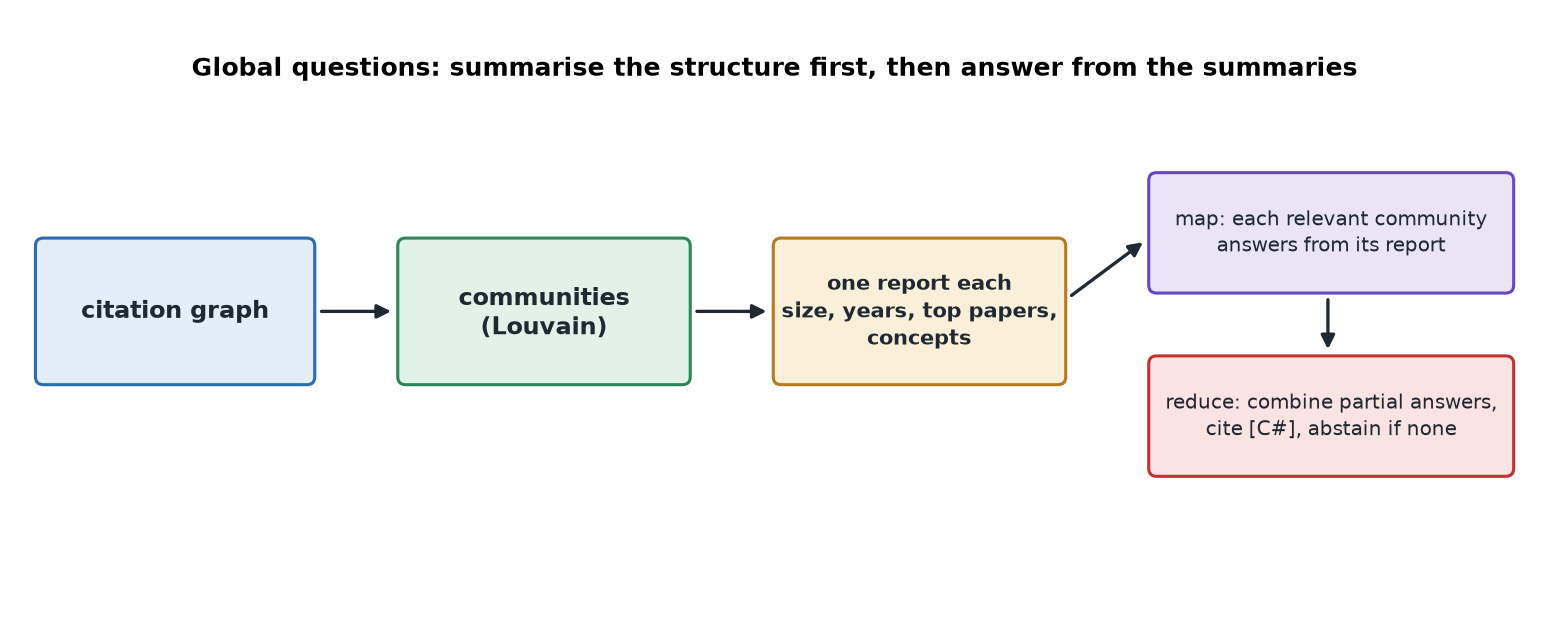 Global questions: summarise the structure first, then answer from the summaries
citation graph
communities
(Louvain)
one report each
size, years, top papers,
concepts
map: each relevant community
answers from its report
reduce: combine partial answers,
cite [C#], abstain if none